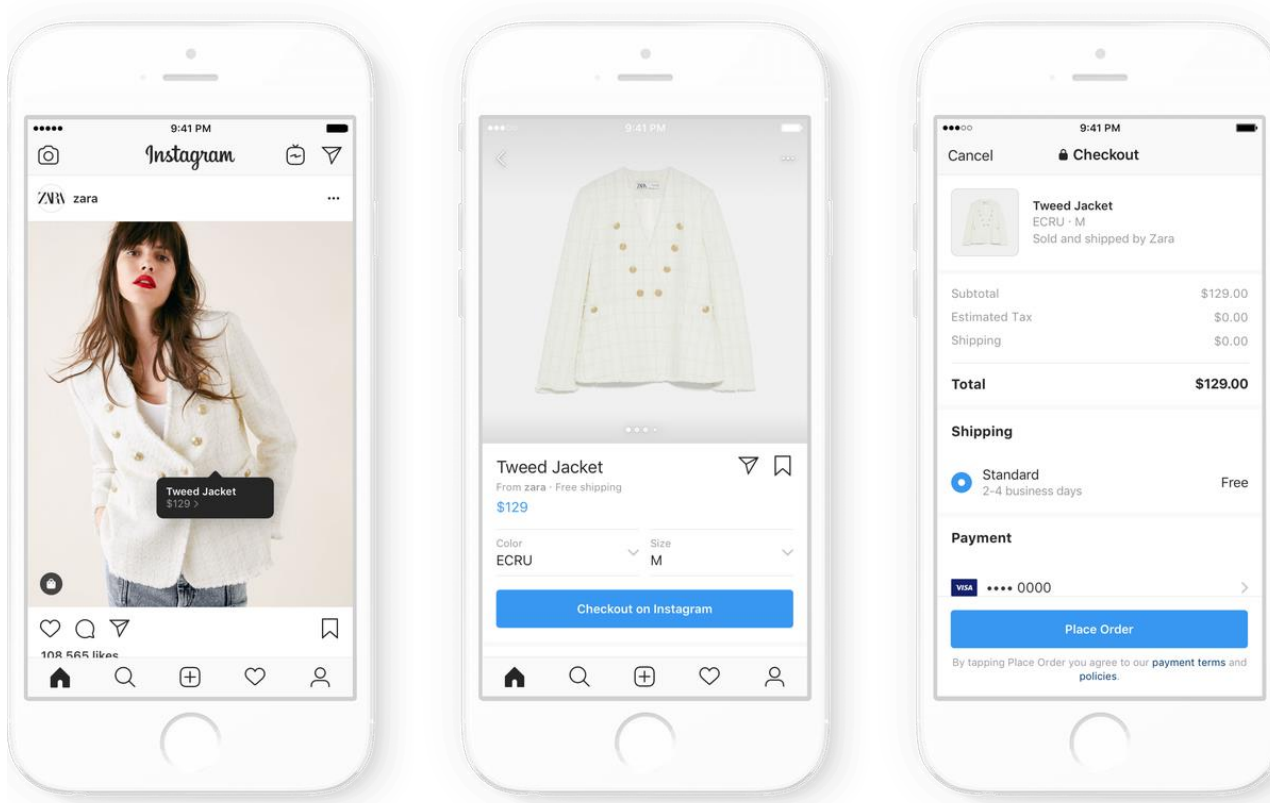 9:41 PM
Instagram
ZARA zara
Tweed Jacket
$129 >
108,565 likes
9:41 PM
ZARA
Tweed Jacket
From zara · Free shipping
$129
Color
ECRU
Size
M
Checkout on Instagram
9:41 PM
Cancel
Checkout
Tweed Jacket
ECRU · M
Sold and shipped by Zara
Subtotal $129.00
Estimated Tax $0.00
Shipping $0.00
Total $129.00
Shipping
Standard
2-4 business days
Free
Payment
VISA •••• 0000
Place Order
By tapping Place Order you agree to our payment terms and
policies.